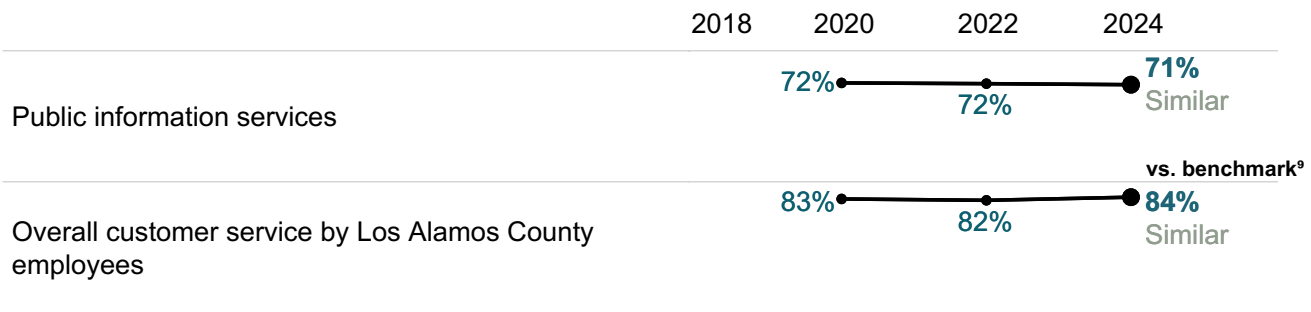 2018 2020 2022 2024
72% 71%
72% Similar
Public information services
vs. benchmark⁹
83% 84%
82%
Overall customer service by Los Alamos County Similar
employees